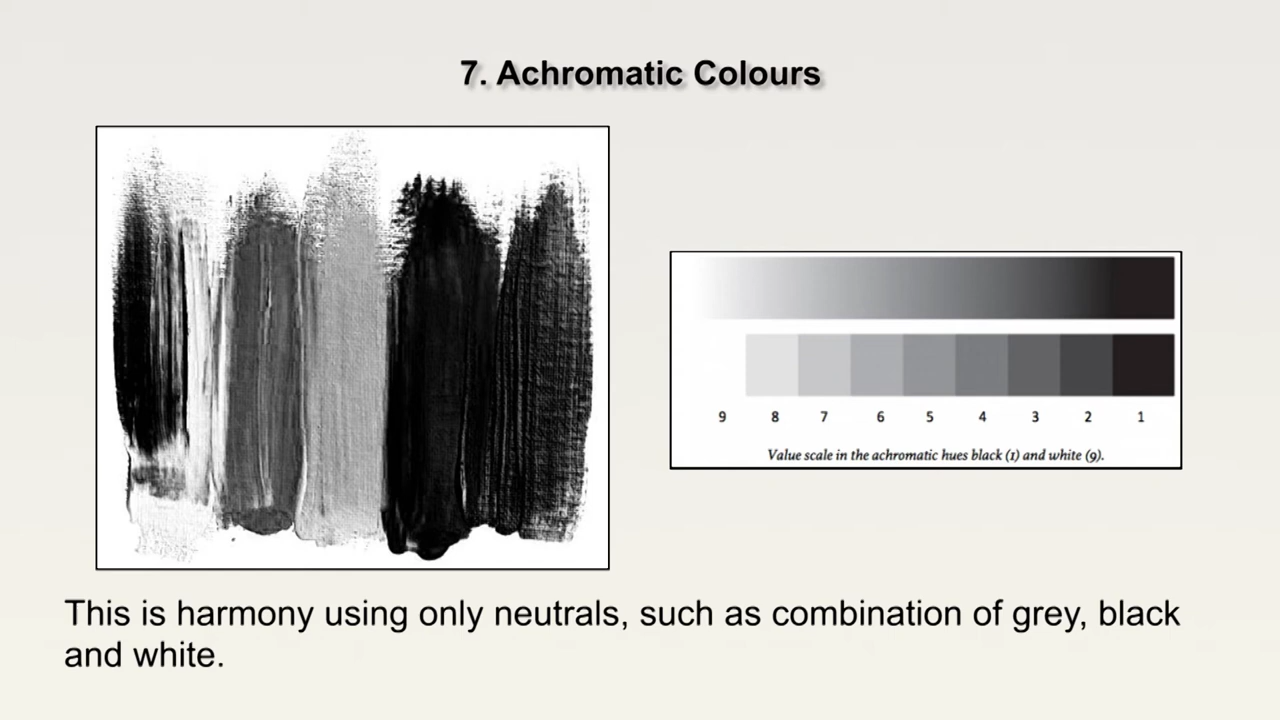 7. Achromatic Colours
9 8 7 6 5 4 3 2 1
Value scale in the achromatic hues black (1) and white (9).
This is harmony using only neutrals, such as combination of grey, black
and white.